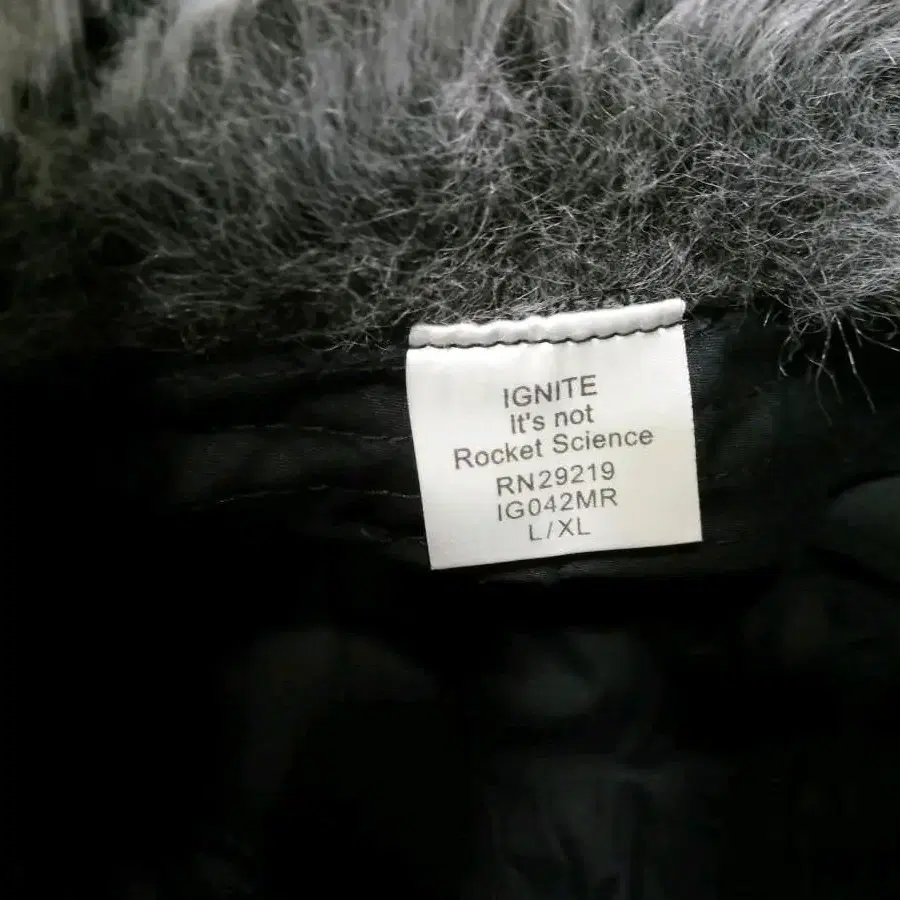 IGNITE
It's not
Rocket Science
RN29219
IG042MR
L/XL